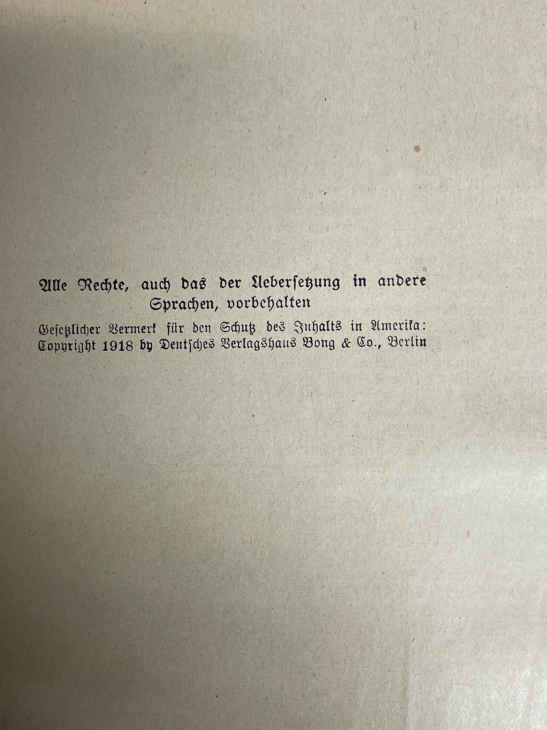 Alle Rechte, auch das der Uebersetzung in andere
Sprachen, vorbehalten
Gesetzlicher Vermerk für den Schutz des Inhalts in Amerika:
Copyright 1918 by Deutsches Verlagshaus Bong & Co., Berlin